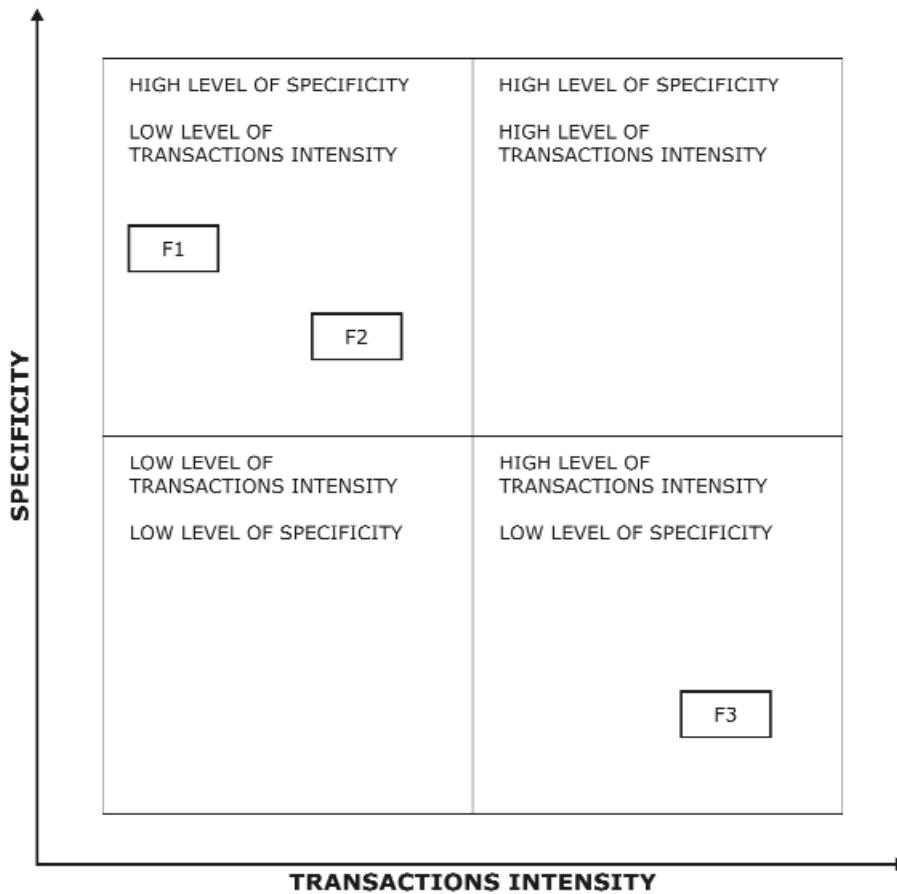 HIGH LEVEL OF SPECIFICITY
LOW LEVEL OF
TRANSACTIONS INTENSITY
F1
F2
HIGH LEVEL OF SPECIFICITY
HIGH LEVEL OF
TRANSACTIONS INTENSITY
SPECIFICITY
LOW LEVEL OF
TRANSACTIONS INTENSITY
LOW LEVEL OF SPECIFICITY
HIGH LEVEL OF
TRANSACTIONS INTENSITY
LOW LEVEL OF SPECIFICITY
F3
TRANSACTIONS INTENSITY